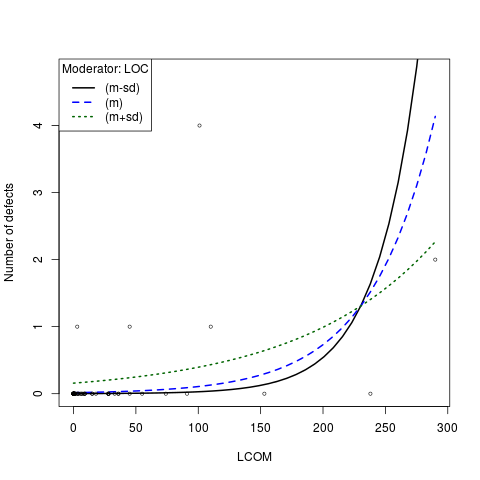 Moderator: LOC
(m-sd)
(m)
(m+sd)
Number of defects
4
3
2
1
0
0 50 100 150 200 250 300
LCOM